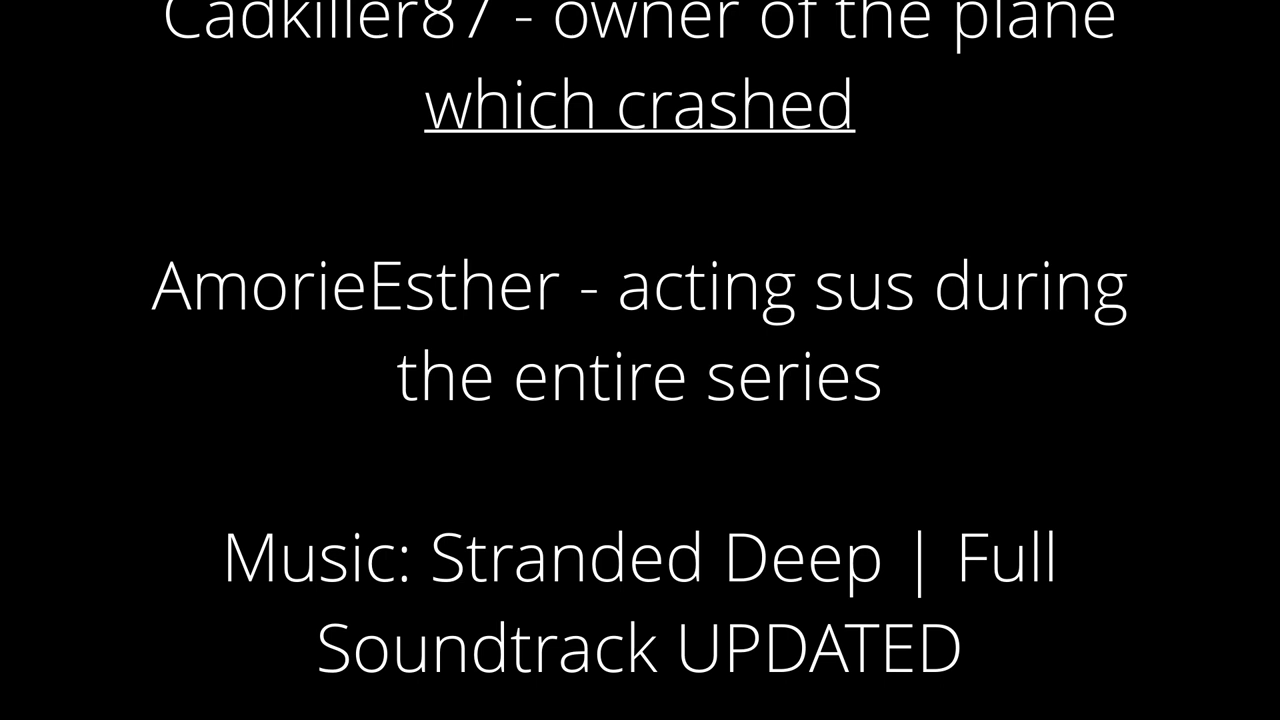 Cadkiller87 - owner of the plane
which crashed
AmorieEsther - acting sus during
the entire series
Music: Stranded Deep | Full
Soundtrack UPDATED